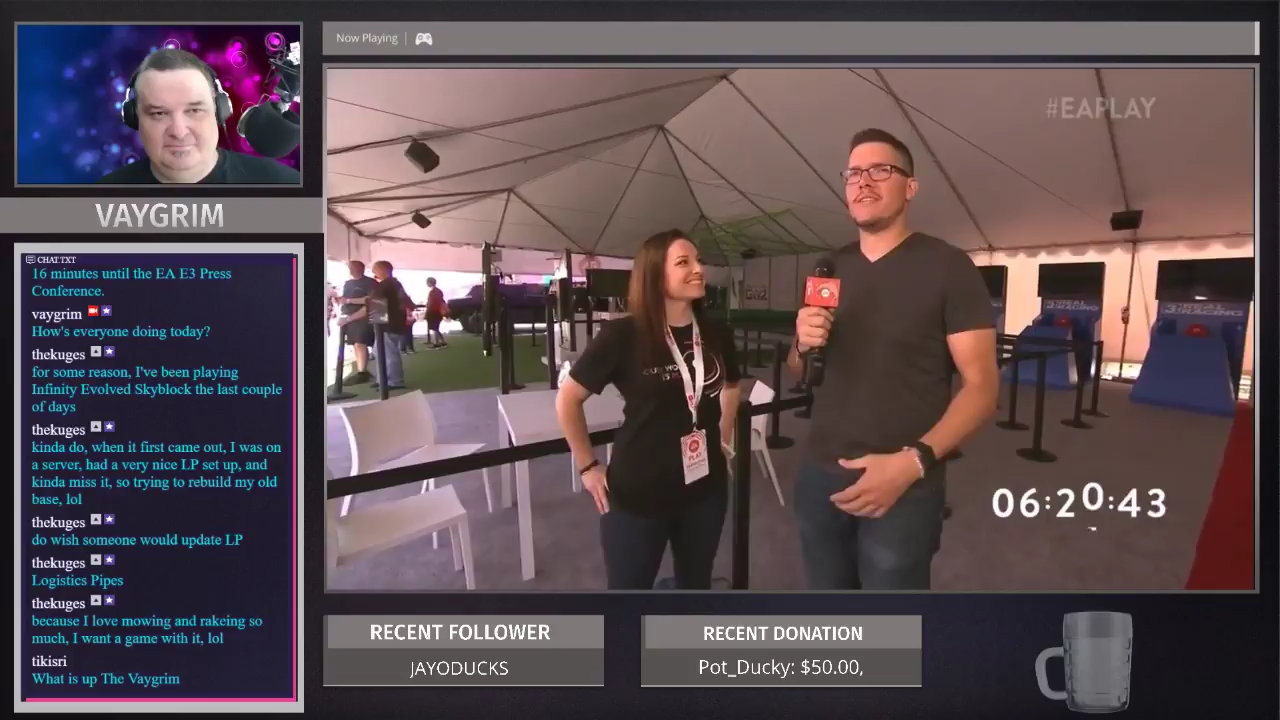 Now Playing
#EAPLAY
VAYGRIM
CHAT.TXT
16 minutes until the EA E3 Press
Conference.
vaygrim
How's everyone doing today?
thekuges
for some reason, I've been playing
Infinity Evolved Skyblock the last couple
of days
thekuges
kinda do, when it first came out, I was on
a server, had a very nice LP set up, and
kinda miss it, so trying to rebuild my old
base, lol
thekuges
do wish someone would update LP
thekuges
Logistics Pipes
thekuges
because I love mowing and rakeing so
much, I want a game with it, lol
tikisri
What is up The Vaygrim
PLAY
06:20:43
RECENT FOLLOWER
JAYODUCKS
RECENT DONATION
Pot_Ducky: $50.00,